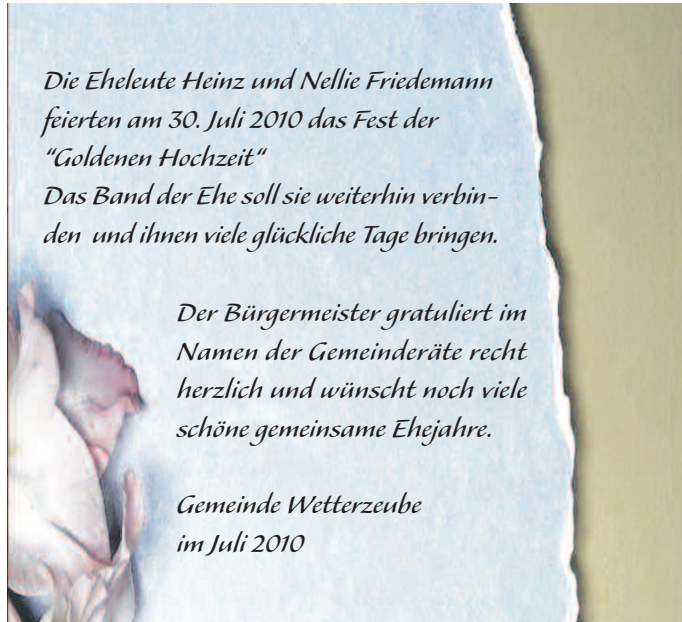 Die Eheleute Heinz und Nellie Friedemann
feierten am 30. Juli 2010 das Fest der
“Goldenen Hochzeit“
Das Band der Ehe soll sie weiterhin verbin-
den und ihnen viele glückliche Tage bringen.
Der Bürgermeister gratuliert im
Namen der Gemeinderäte recht
herzlich und wünscht noch viele
schöne gemeinsame Ehejahre.
Gemeinde Wetterzeube
im Juli 2010